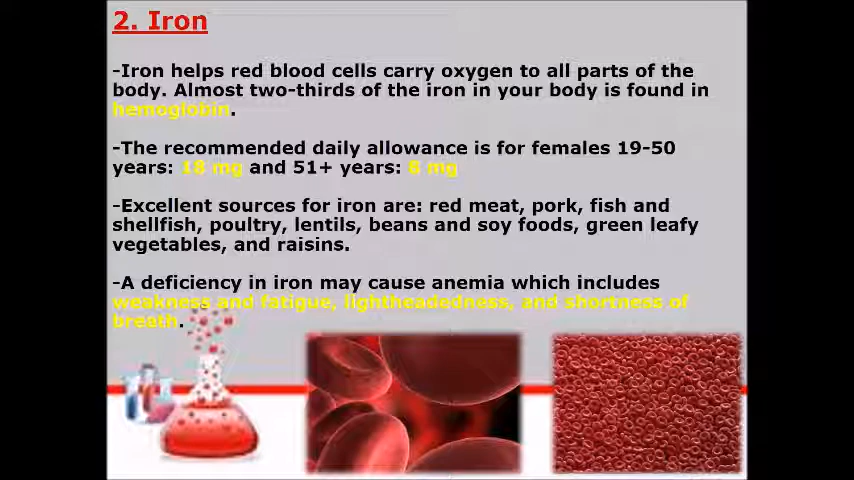 2. Iron
-Iron helps red blood cells carry oxygen to all parts of the
body. Almost two-thirds of the iron in your body is found in
hemoglobin.
-The recommended daily allowance is for females 19-50
years: 18 mg and 51+ years: 8 mg
-Excellent sources for iron are: red meat, pork, fish and
shellfish, poultry, lentils, beans and soy foods, green leafy
vegetables, and raisins.
-A deficiency in iron may cause anemia which includes
weakness and fatigue, lightheadedness, and shortness of
breath.